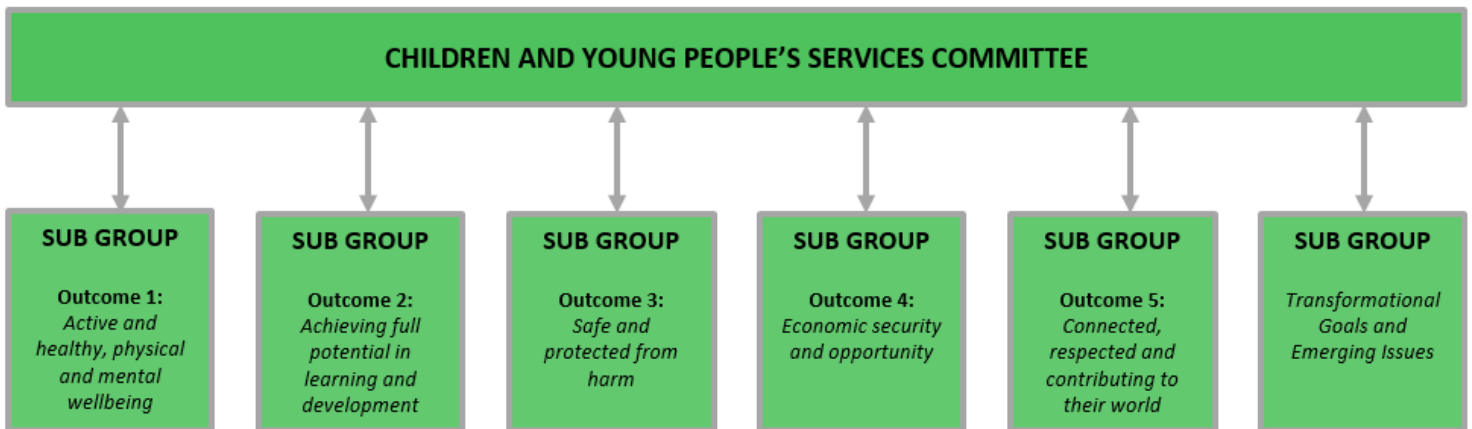 CHILDREN AND YOUNG PEOPLE’S SERVICES COMMITTEE
SUB GROUP
Outcome 1:
Active and
healthy, physical
and mental
wellbeing
SUB GROUP
Outcome 2:
Achieving full
potential in
learning and
development
SUB GROUP
Outcome 3:
Safe and
protected from
harm
SUB GROUP
Outcome 4:
Economic security
and opportunity
SUB GROUP
Outcome 5:
Connected,
respected and
contributing to
their world
SUB GROUP
Transformational
Goals and
Emerging Issues